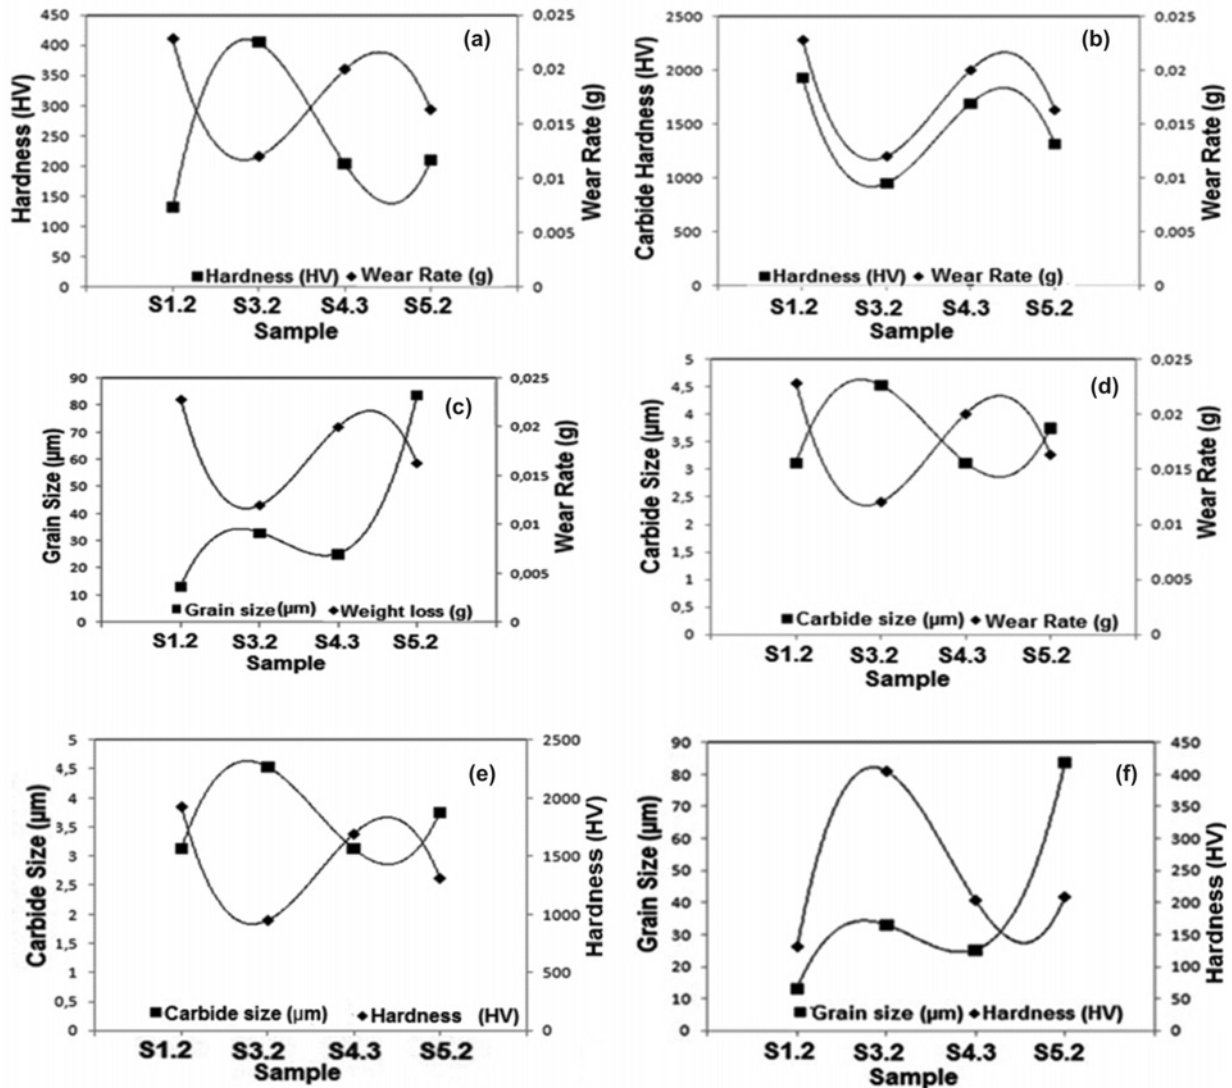 (a)
Hardness (HV)
450
400
350
300
250
200
150
100
50
0
0,025
0,02
0,015
0,01
0.005
0
Wear Rate (g)
Hardness (HV) Wear Rate (g)
S1.2 S3.2 S4.3 S5.2
Sample
(b)
Carbide Hardness (HV)
2500
2000
1500
1000
500
0
0.025
0,02
0,015
0,01
0.005
0
Wear Rate (g)
Hardness (HV) Wear Rate (g)
S1.2 S3.2 S4.3 S5.2
Sample
(c)
Grain Size (μm)
90
80
70
60
50
40
30
20
10
0
0,025
0,02
0,015
0,01
0,005
0
Wear Rate (g)
Grain size (μm) Weight loss (g)
S1.2 S3.2 S4.3 S5.2
Sample
(d)
Carbide Size (μm)
5
4,5
4
3,5
3
2,5
2
1,5
1
0,5
0
0.025
0,02
0,015
0,01
0.005
0
Wear Rate (g)
Carbide size (μm) Wear Rate (g)
S1.2 S3.2 S4.3 S5.2
Sample
(e)
Carbide Size (μm)
5
4,5
4
3,5
3
2,5
2
1,5
1
0,5
0
2500
2000
1500
1000
500
0
Hardness (HV)
Carbide size (μm) Hardness (HV)
S1.2 S3.2 S4.3 S5.2
Sample
(f)
Grain Size (μm)
90
80
70
60
50
40
30
20
10
0
450
400
350
300
250
200
150
100
50
0
Hardness (HV)
Grain size (μm) Hardness (HV)
S1.2 S3.2 S4.3 S5.2
Sample